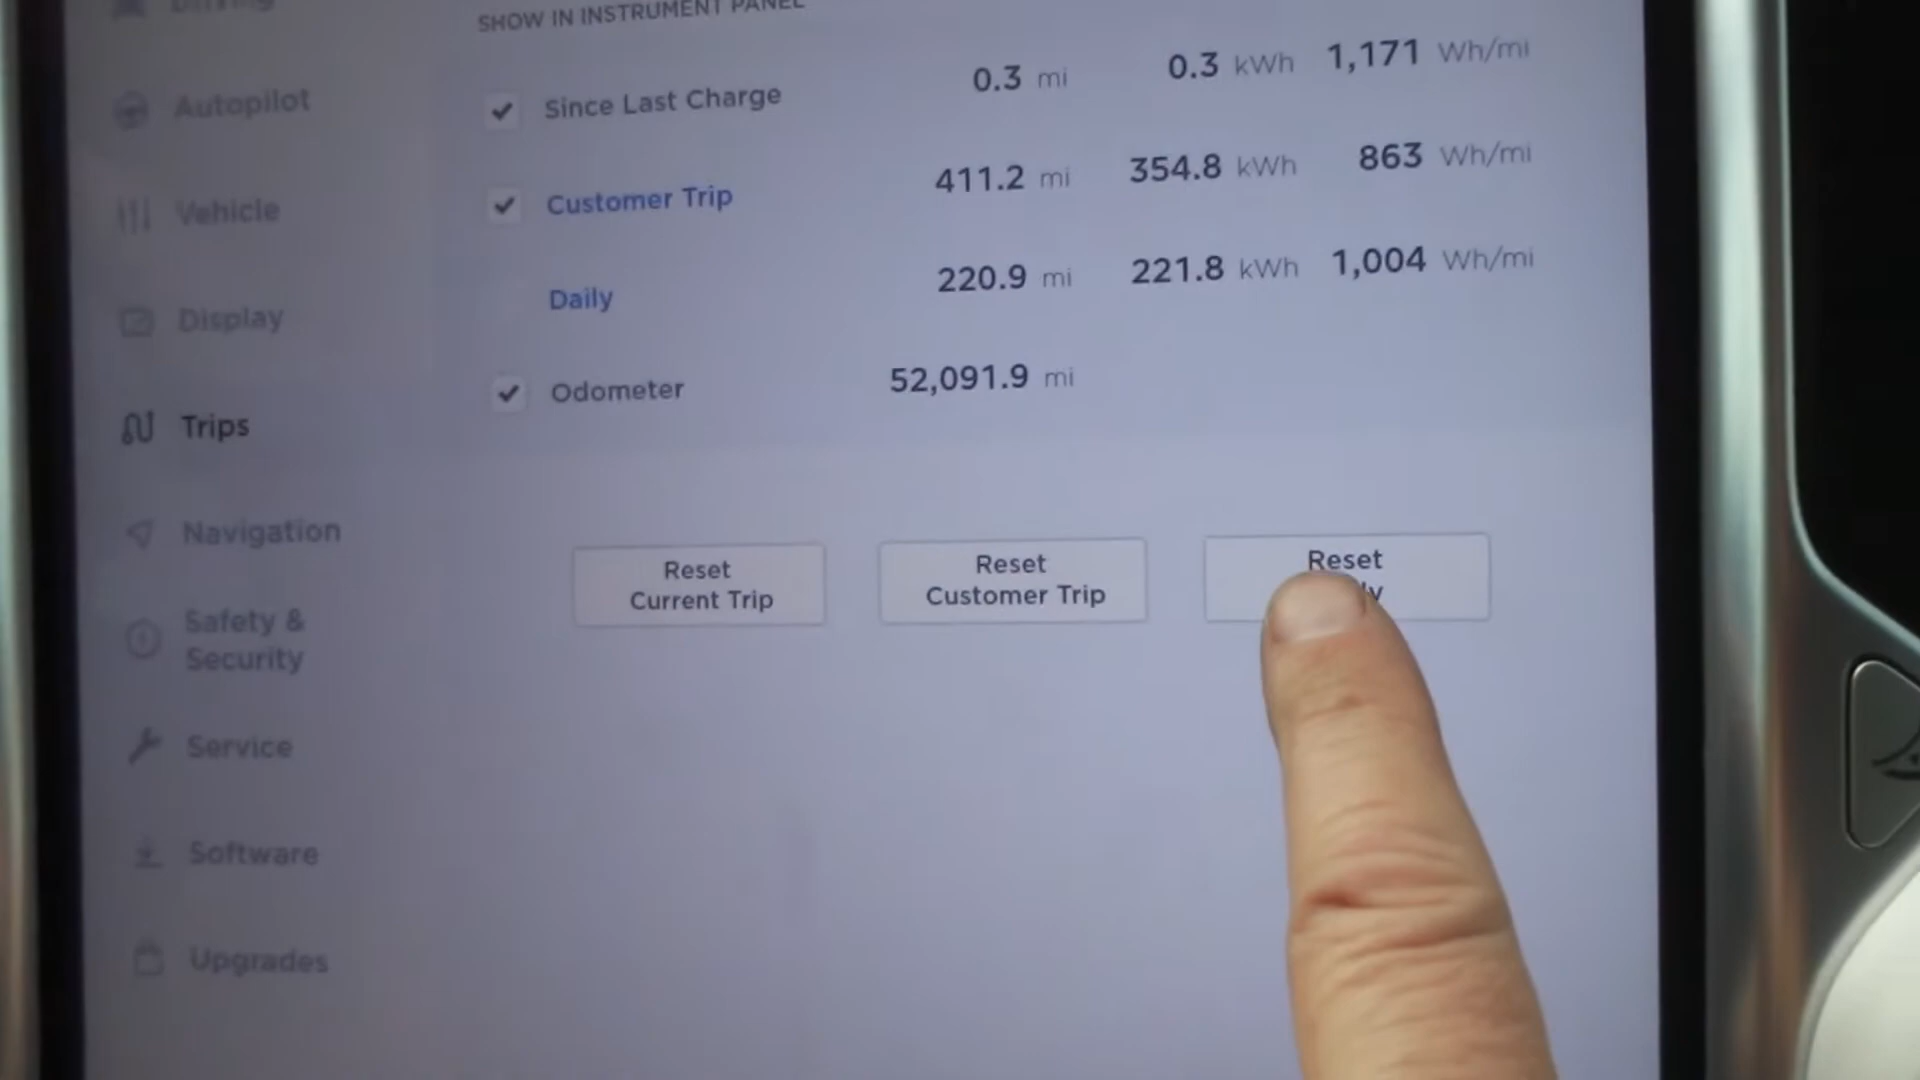 Driving
SHOW IN INSTRUMENT PANEL
Autopilot
Since Last Charge 0.3 mi 0.3 kWh 1,171 Wh/mi
Vehicle
Customer Trip 411.2 mi 354.8 kWh 863 Wh/mi
Display
Daily 220.9 mi 221.8 kWh 1,004 Wh/mi
Odometer 52,091.9 mi
Trips
Navigation
Reset
Current Trip
Reset
Customer Trip
Reset
Safety &
Security
Service
Software
Upgrades